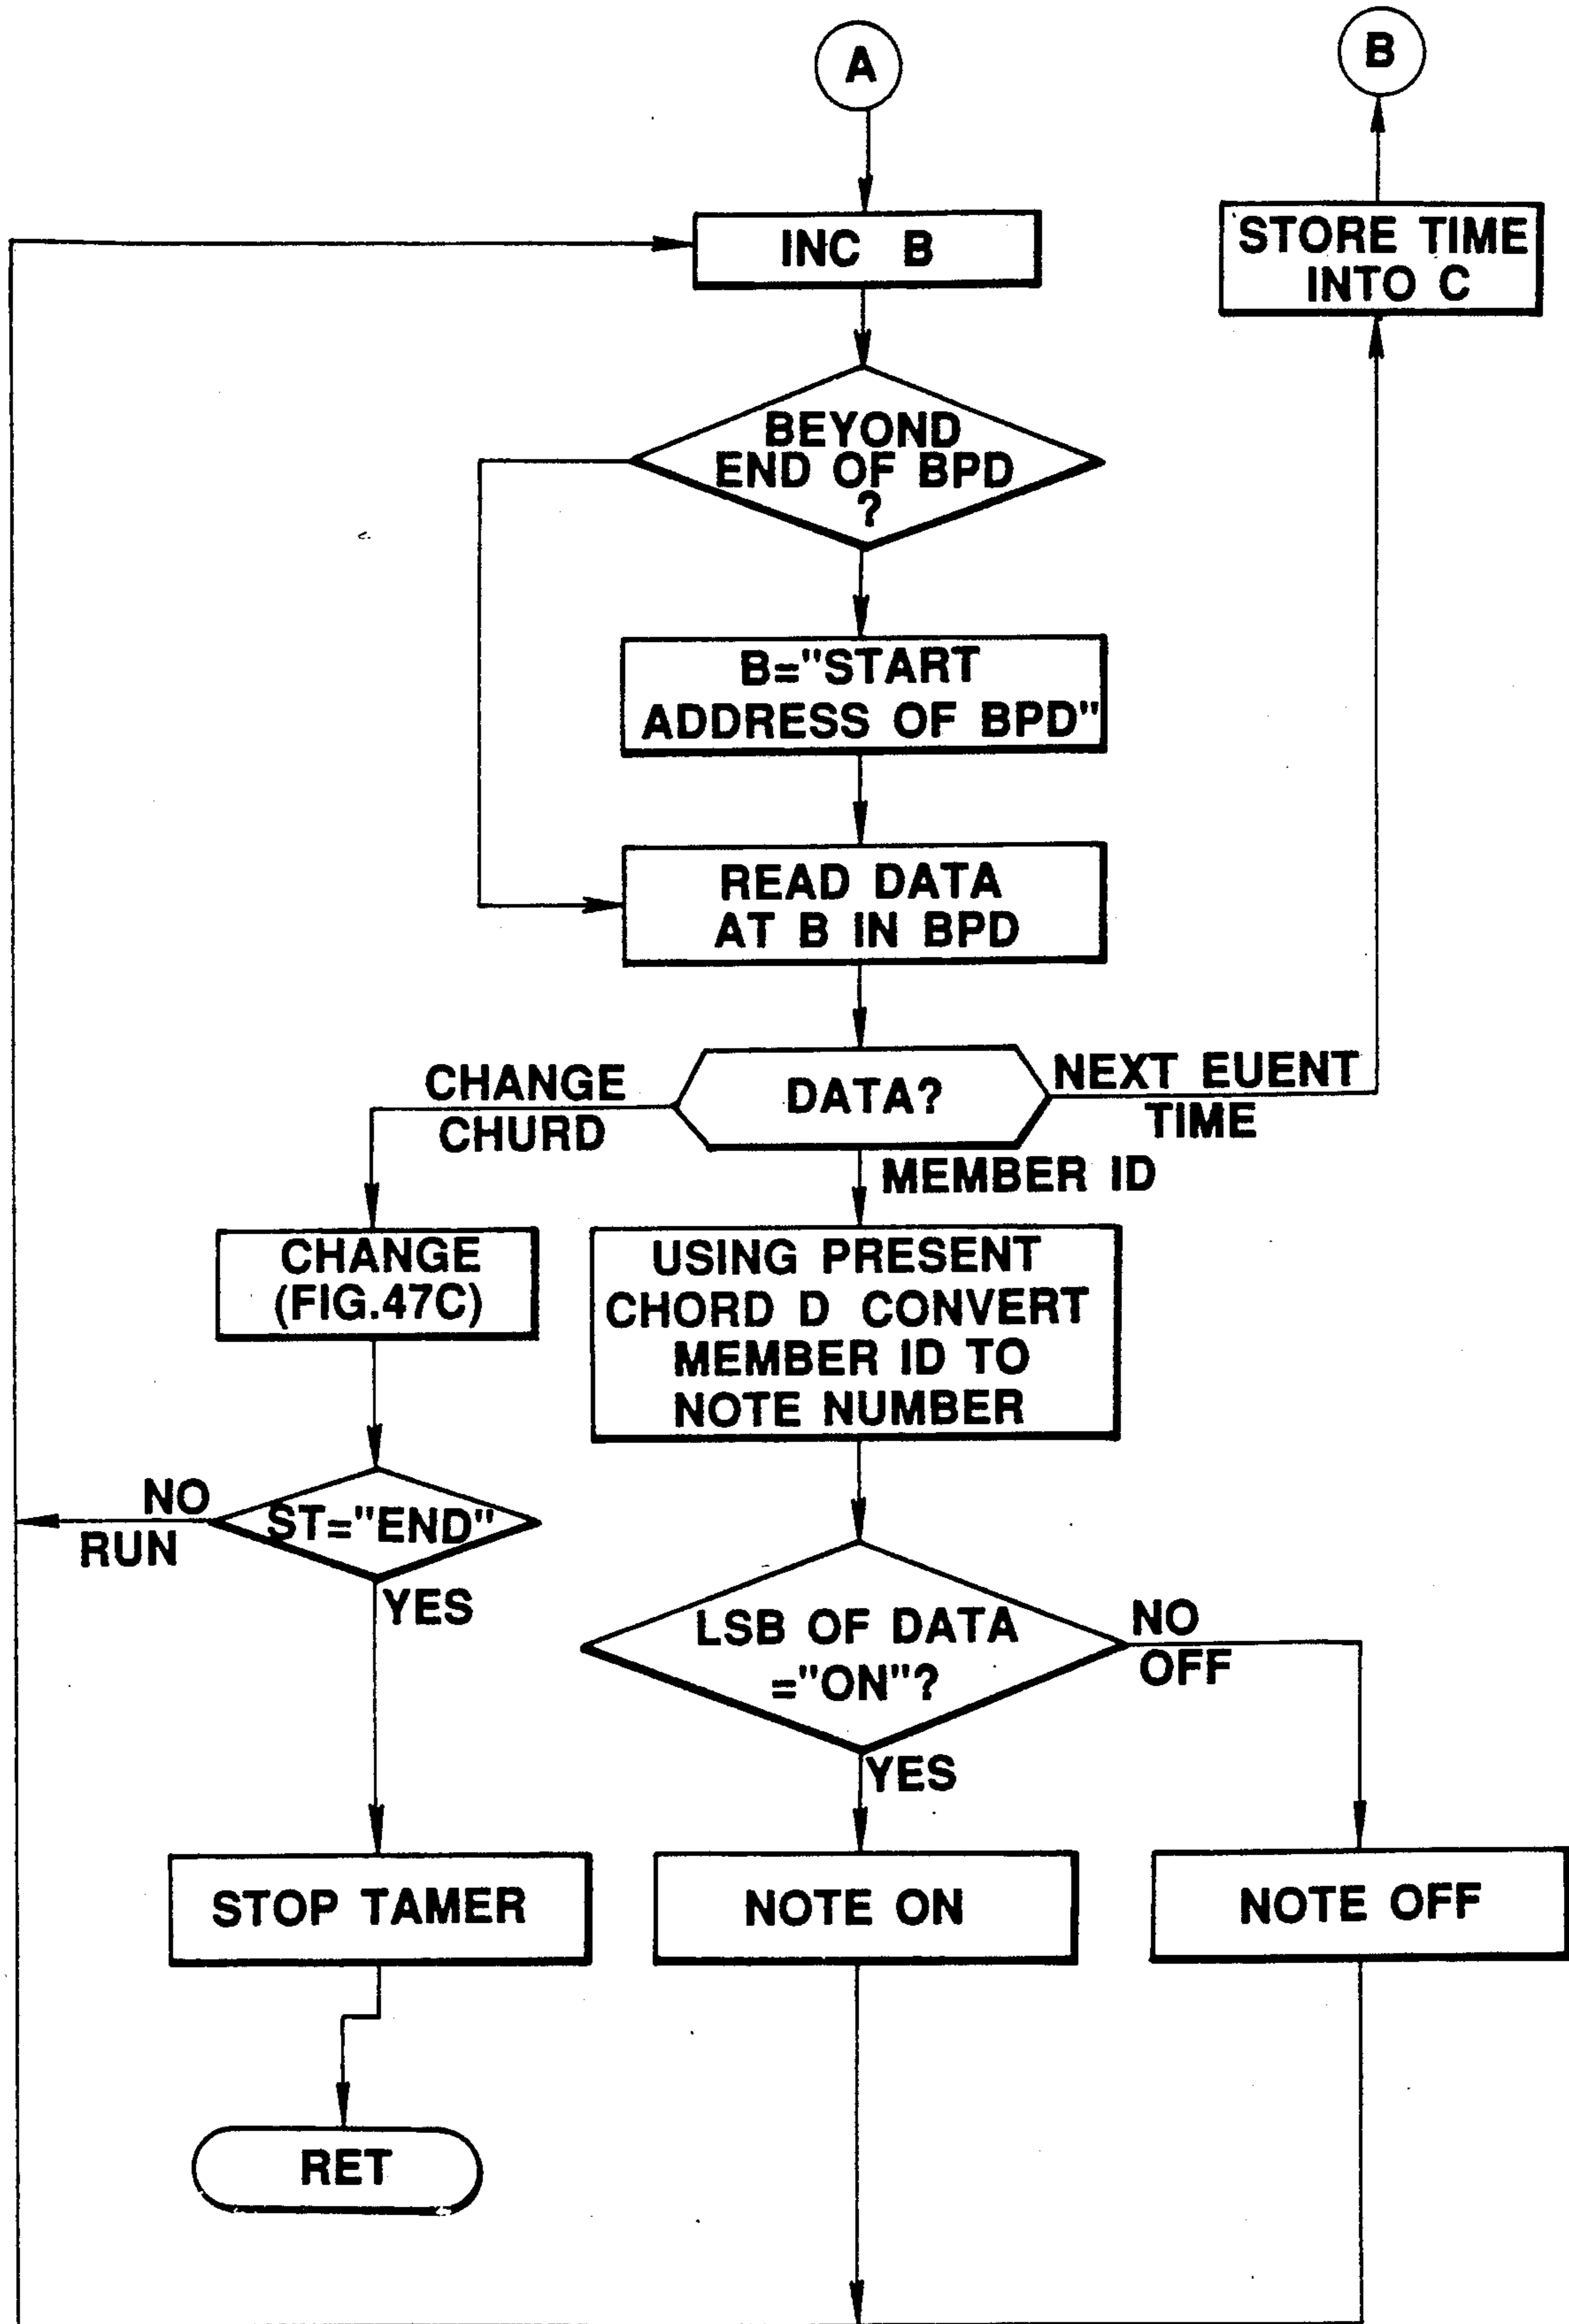 A
B
INC B
STORE TIME
INTO C
BEYOND
END OF BPD
?
B="START
ADDRESS OF BPD"
READ DATA
AT B IN BPD
DATA?
CHANGE
CHURD
NEXT EUENT
TIME
MEMBER ID
CHANGE
(FIG.47C)
USING PRESENT
CHORD D CONVERT
MEMBER ID TO
NOTE NUMBER
NO
RUN
ST="END"
YES
LSB OF DATA
="ON"?
NO
OFF
YES
STOP TAMER
NOTE ON
NOTE OFF
RET